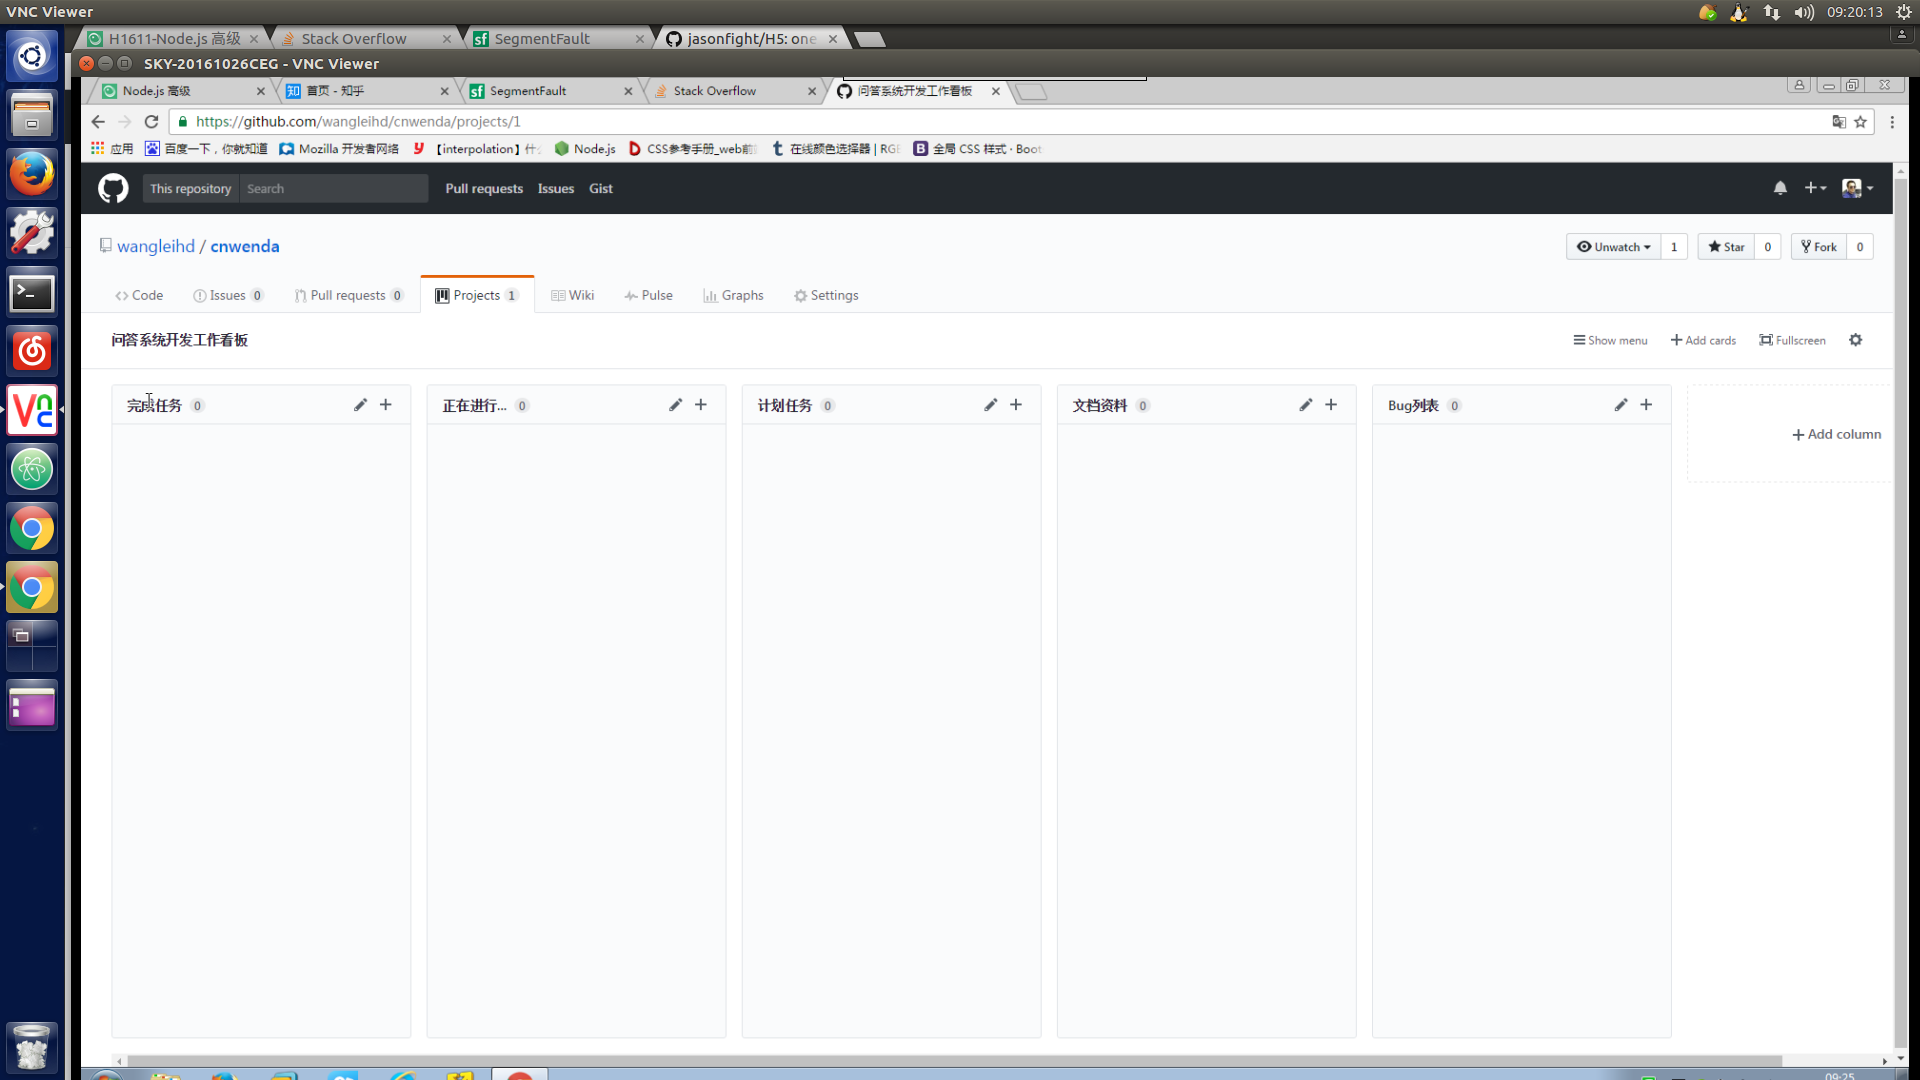 VNC Viewer
09:20:13
H1611-Node.js 高级
Stack Overflow
SegmentFault
jasonfight/H5: one
SKY-20161026CEG - VNC Viewer
Node.js 高级
首页 - 知乎
SegmentFault
Stack Overflow
问答系统开发工作看板
https://github.com/wangleihd/cnwenda/projects/1
应用
百度一下，你就知道
Mozilla 开发者网络
【interpolation】什
Node.js
CSS参考手册_web前
在线颜色选择器 | RG
全局 CSS 样式 · Boot
This repository
Search
Pull requests
Issues
Gist
wangleihd / cnwenda
Unwatch 1
Star 0
Fork 0
Code
Issues 0
Pull requests 0
Projects 1
Wiki
Pulse
Graphs
Settings
问答系统开发工作看板
Show menu
Add cards
Fullscreen
完成任务 0
正在进行... 0
计划任务 0
文档资料 0
Bug列表 0
Add column
09:25